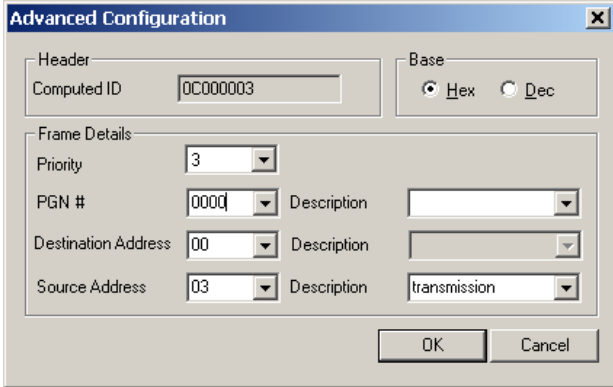 Advanced Configuration
Header
Computed ID 0C000003
Base
Hex Dec
Frame Details
Priority 3
PGN # 0000 Description
Destination Address 00 Description
Source Address 03 Description transmission
OK Cancel